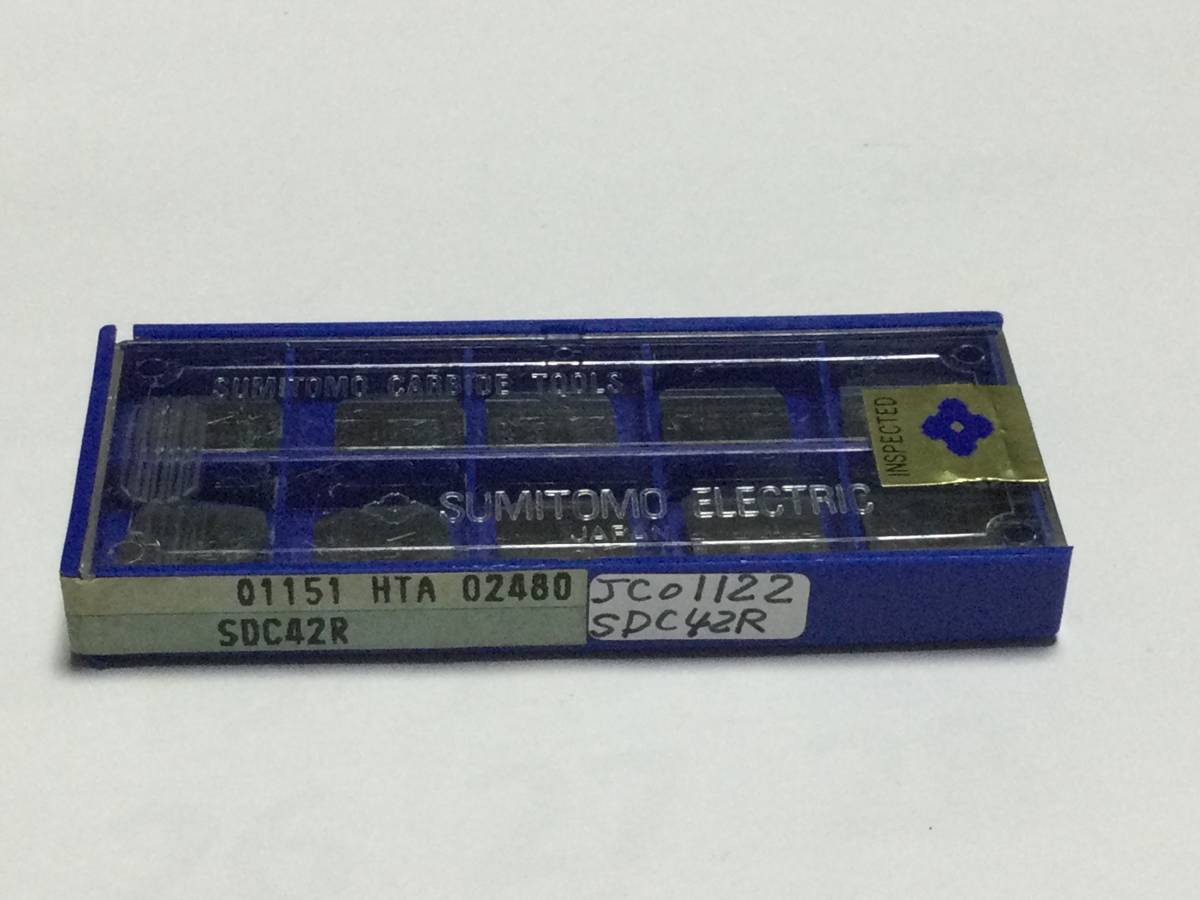 SUMITOMO CARBIDE TOOLS
INSPECTED
SUMITOMO ELECTRIC
JAPAN
01151 HTA 02480
SDC42R
JC01122
SDC42R